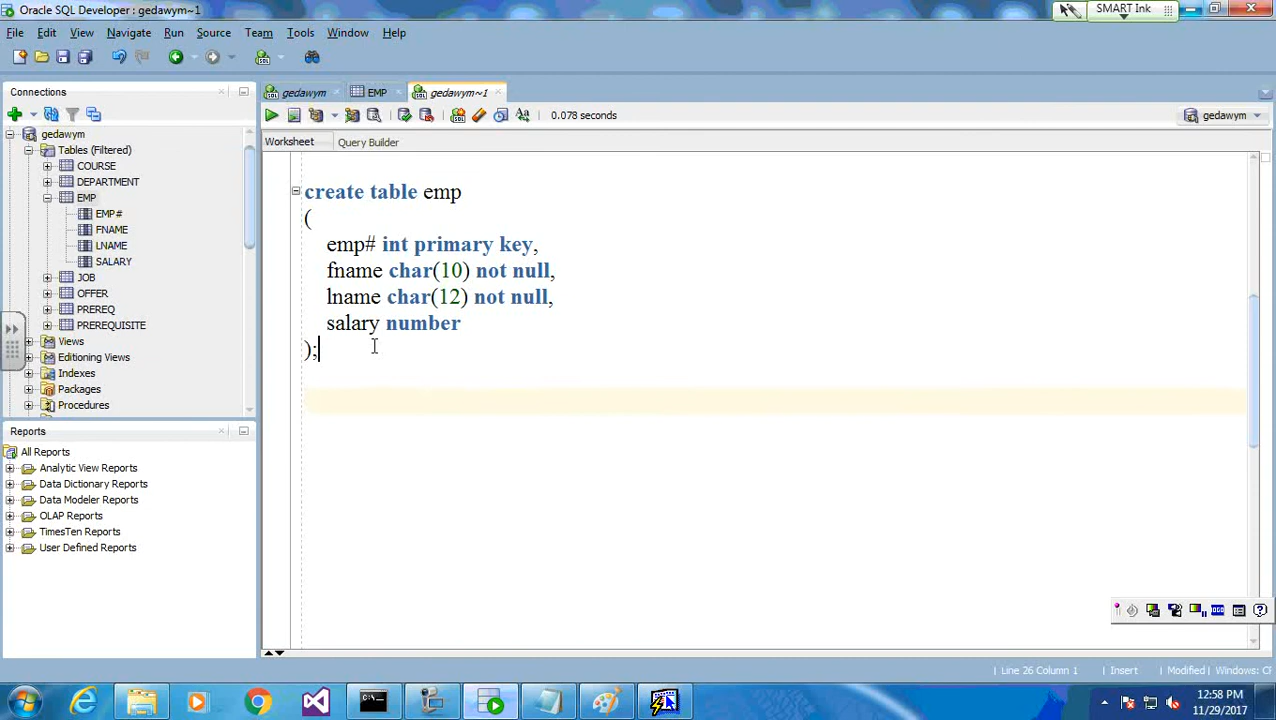 Oracle SQL Developer : gedawym~1
SMART Ink
File Edit View Navigate Run Source Team Tools Window Help
Connections
gedawym
EMP
gedawym~1
0.078 seconds
gedawym
Worksheet
Query Builder
gedawym
Tables (Filtered)
COURSE
DEPARTMENT
EMP
EMP#
FNAME
LNAME
SALARY
JOB
OFFER
PREREQ
PREREQUISITE
Views
Editioning Views
Indexes
Packages
Procedures
create table emp
(
emp# int primary key,
fname char(10) not null,
lname char(12) not null,
salary number
);
Reports
All Reports
Analytic View Reports
Data Dictionary Reports
Data Modeler Reports
OLAP Reports
TimesTen Reports
User Defined Reports
Line 26 Column 1
Insert
Modified
Windows: CF
12:58 PM
11/29/2017